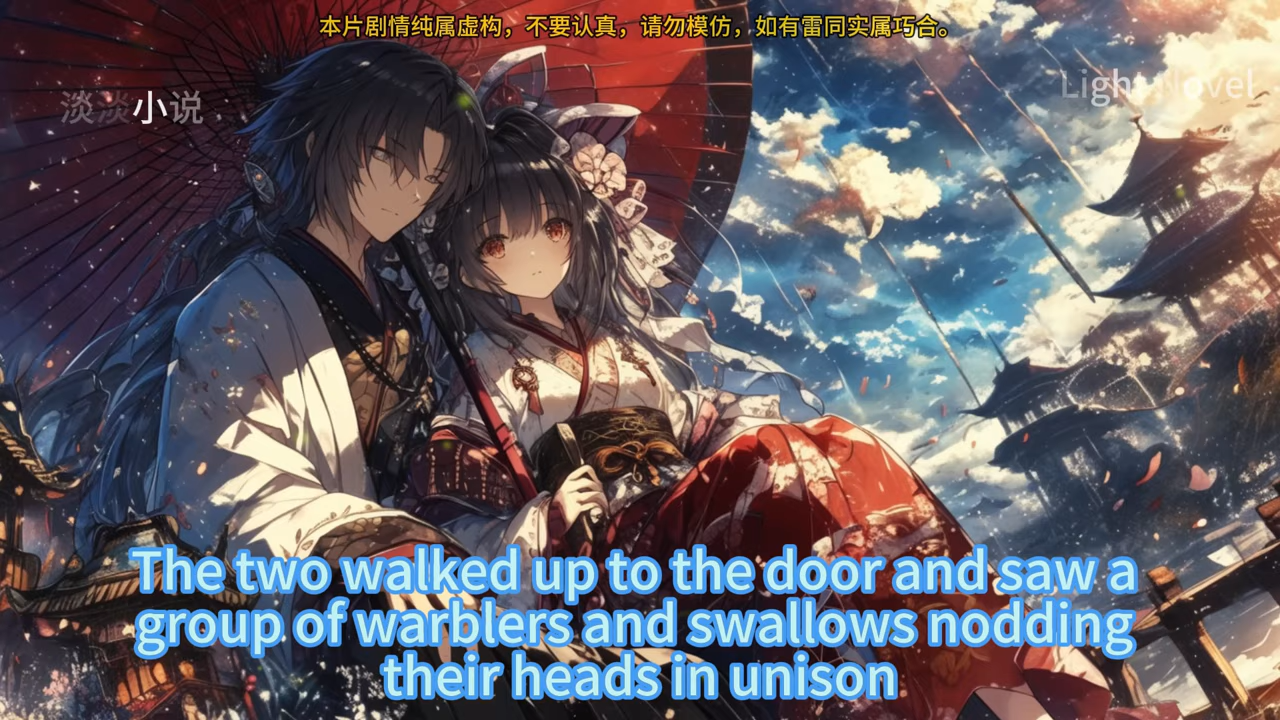 本片剧情纯属虚构，不要认真，请勿模仿，如有雷同实属巧合。
淡淡小说
Light Novel
The two walked up to the door and saw a
group of warblers and swallows nodding
their heads in unison